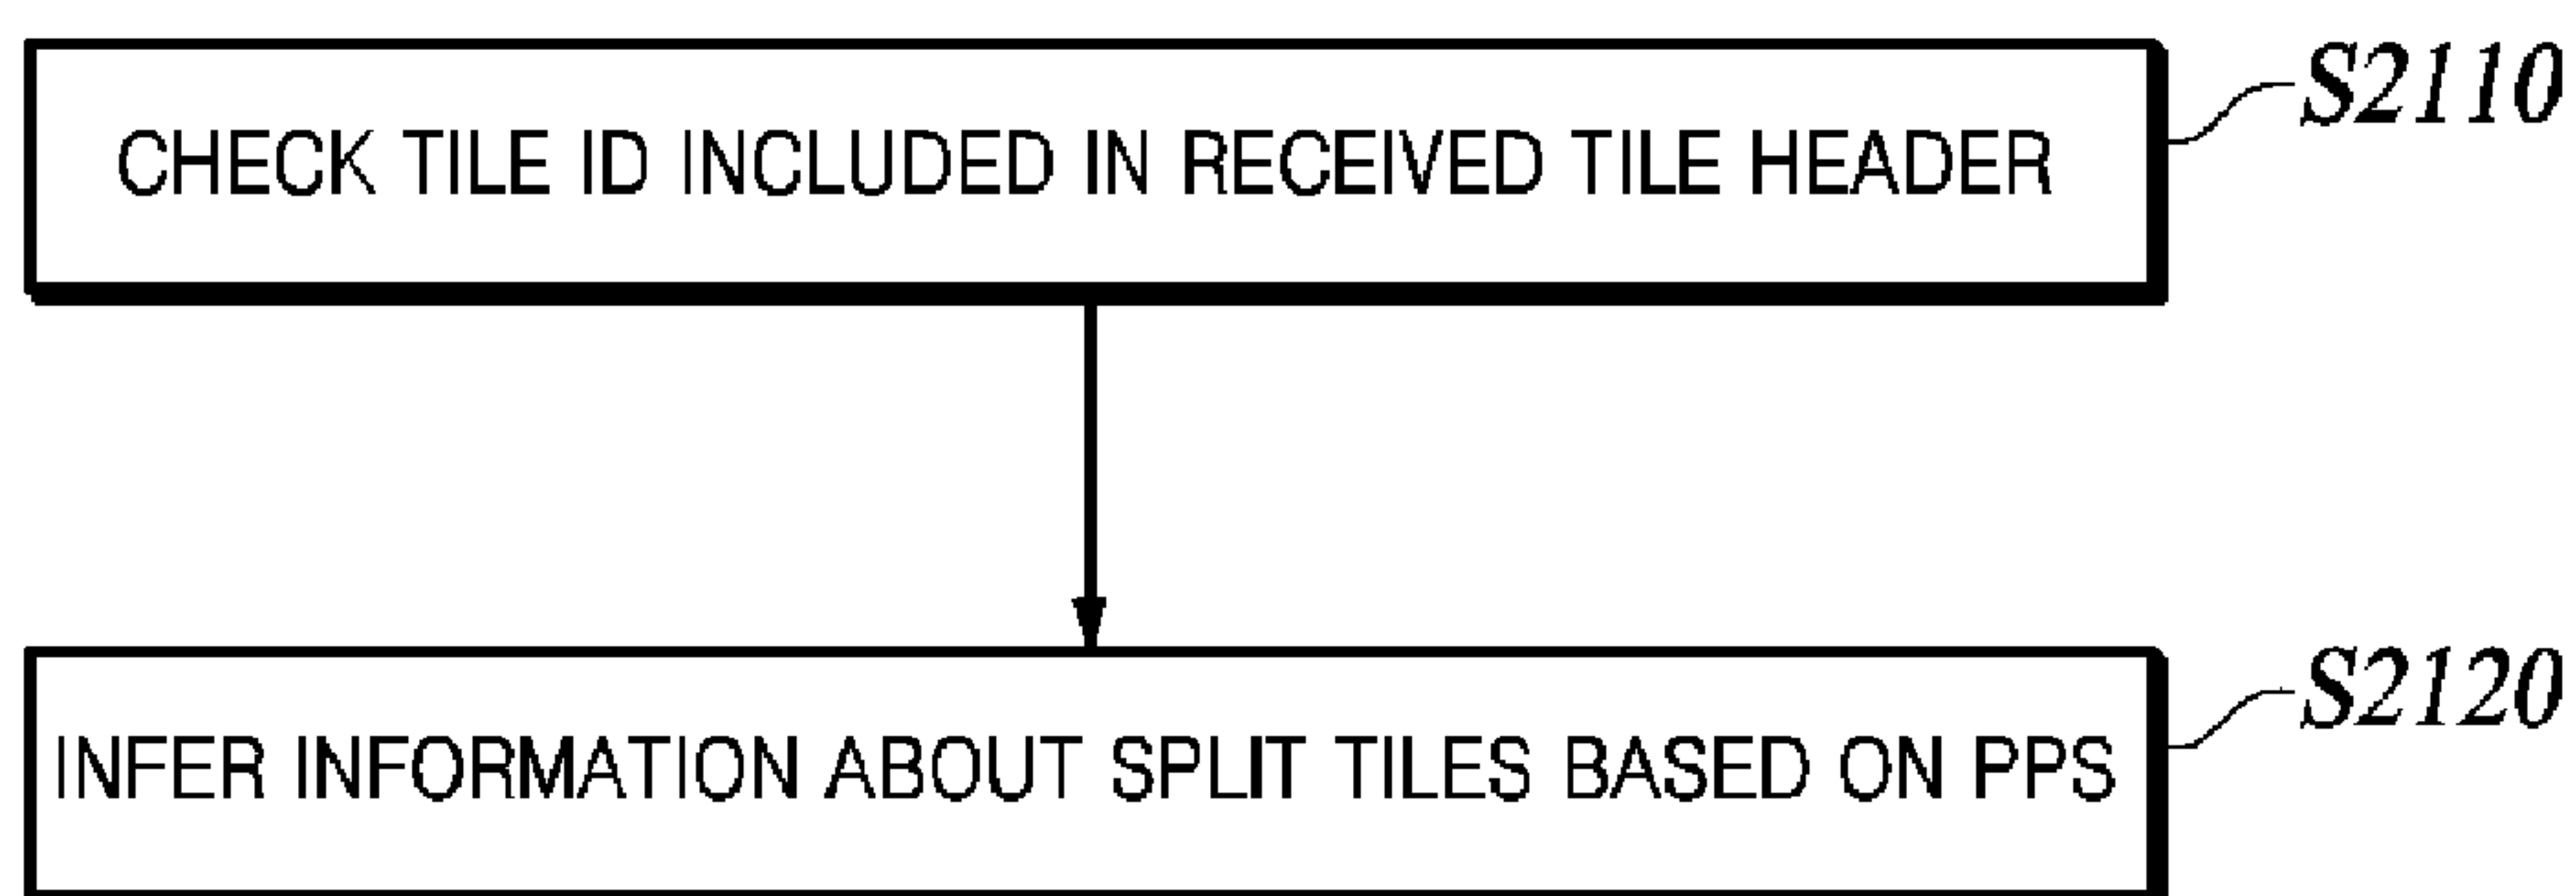 CHECK TILE ID INCLUDED IN RECEIVED TILE HEADER
S2110
INFER INFORMATION ABOUT SPLIT TILES BASED ON PPS
S2120